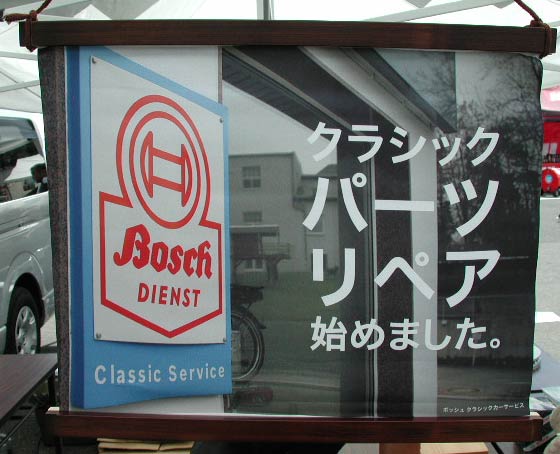 Bosch
DIENST
Classic Service
クラシック
パーツ
リペア
始めました。
ボッシュ クラシックカーサービス